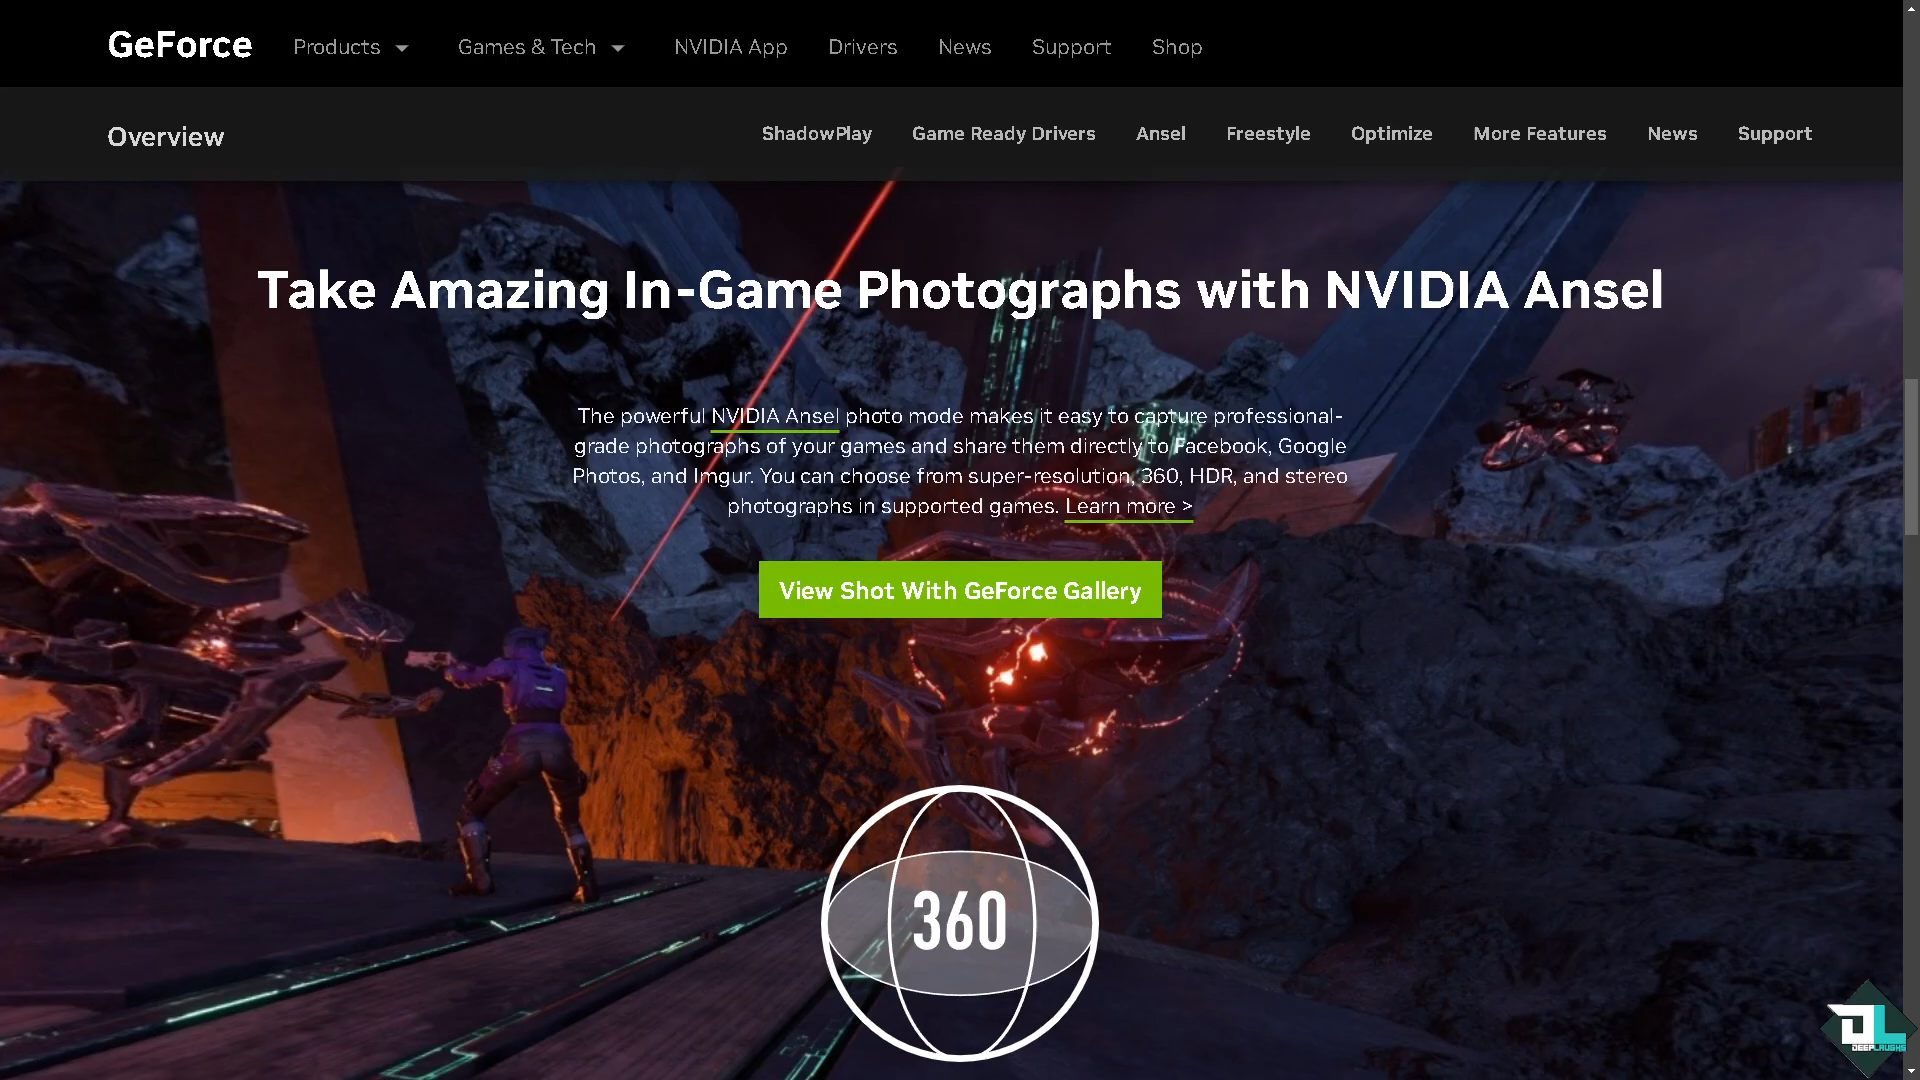 GeForce Products Games & Tech NVIDIA App Drivers News Support Shop
Overview ShadowPlay Game Ready Drivers Ansel Freestyle Optimize More Features News Support
Take Amazing In-Game Photographs with NVIDIA Ansel
The powerful NVIDIA Ansel photo mode makes it easy to capture professional-
grade photographs of your games and share them directly to Facebook, Google
Photos, and Imgur. You can choose from super-resolution, 360, HDR, and stereo
photographs in supported games. Learn more >
View Shot With GeForce Gallery
360
DL
DEEPLAUGHS